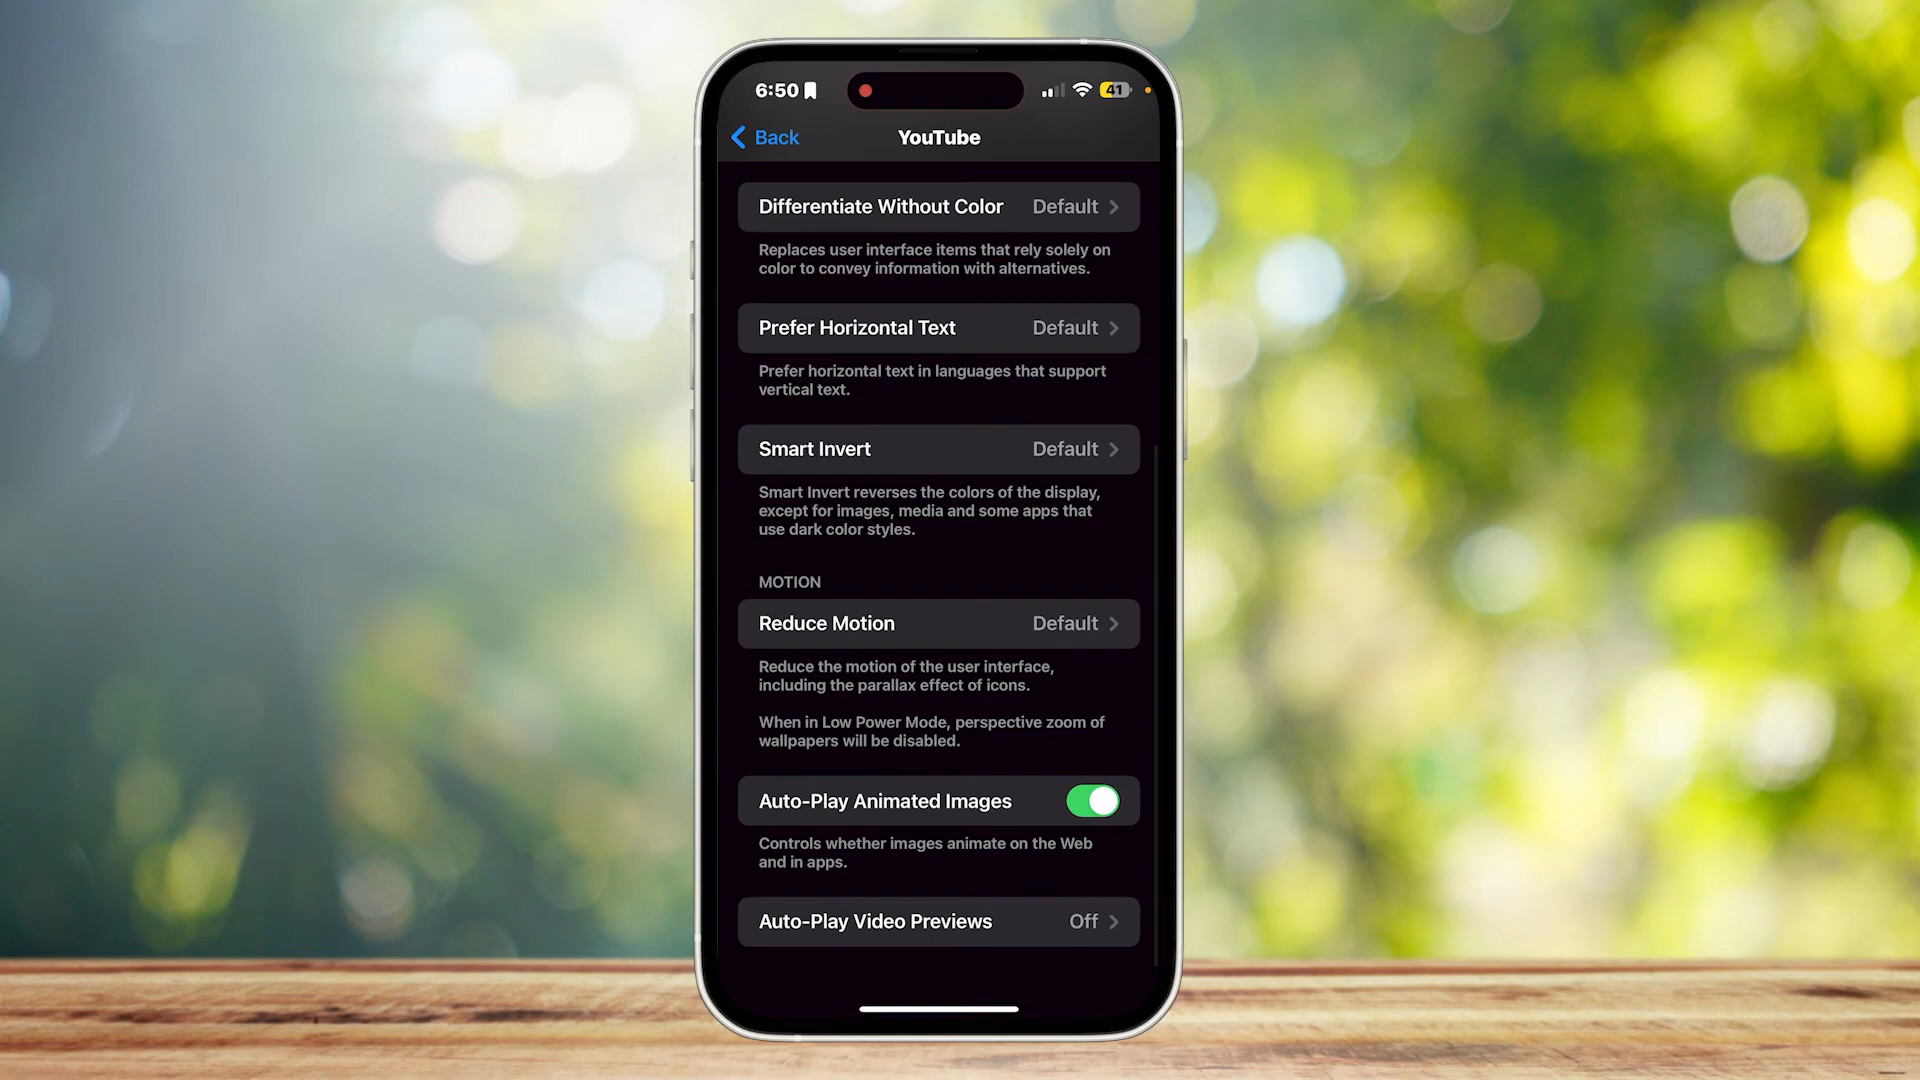 6:50
41
Back
YouTube
Differentiate Without Color Default
Replaces user interface items that rely solely on
color to convey information with alternatives.
Prefer Horizontal Text Default
Prefer horizontal text in languages that support
vertical text.
Smart Invert Default
Smart Invert reverses the colors of the display,
except for images, media and some apps that
use dark color styles.
MOTION
Reduce Motion Default
Reduce the motion of the user interface,
including the parallax effect of icons.
When in Low Power Mode, perspective zoom of
wallpapers will be disabled.
Auto-Play Animated Images
Controls whether images animate on the Web
and in apps.
Auto-Play Video Previews Off